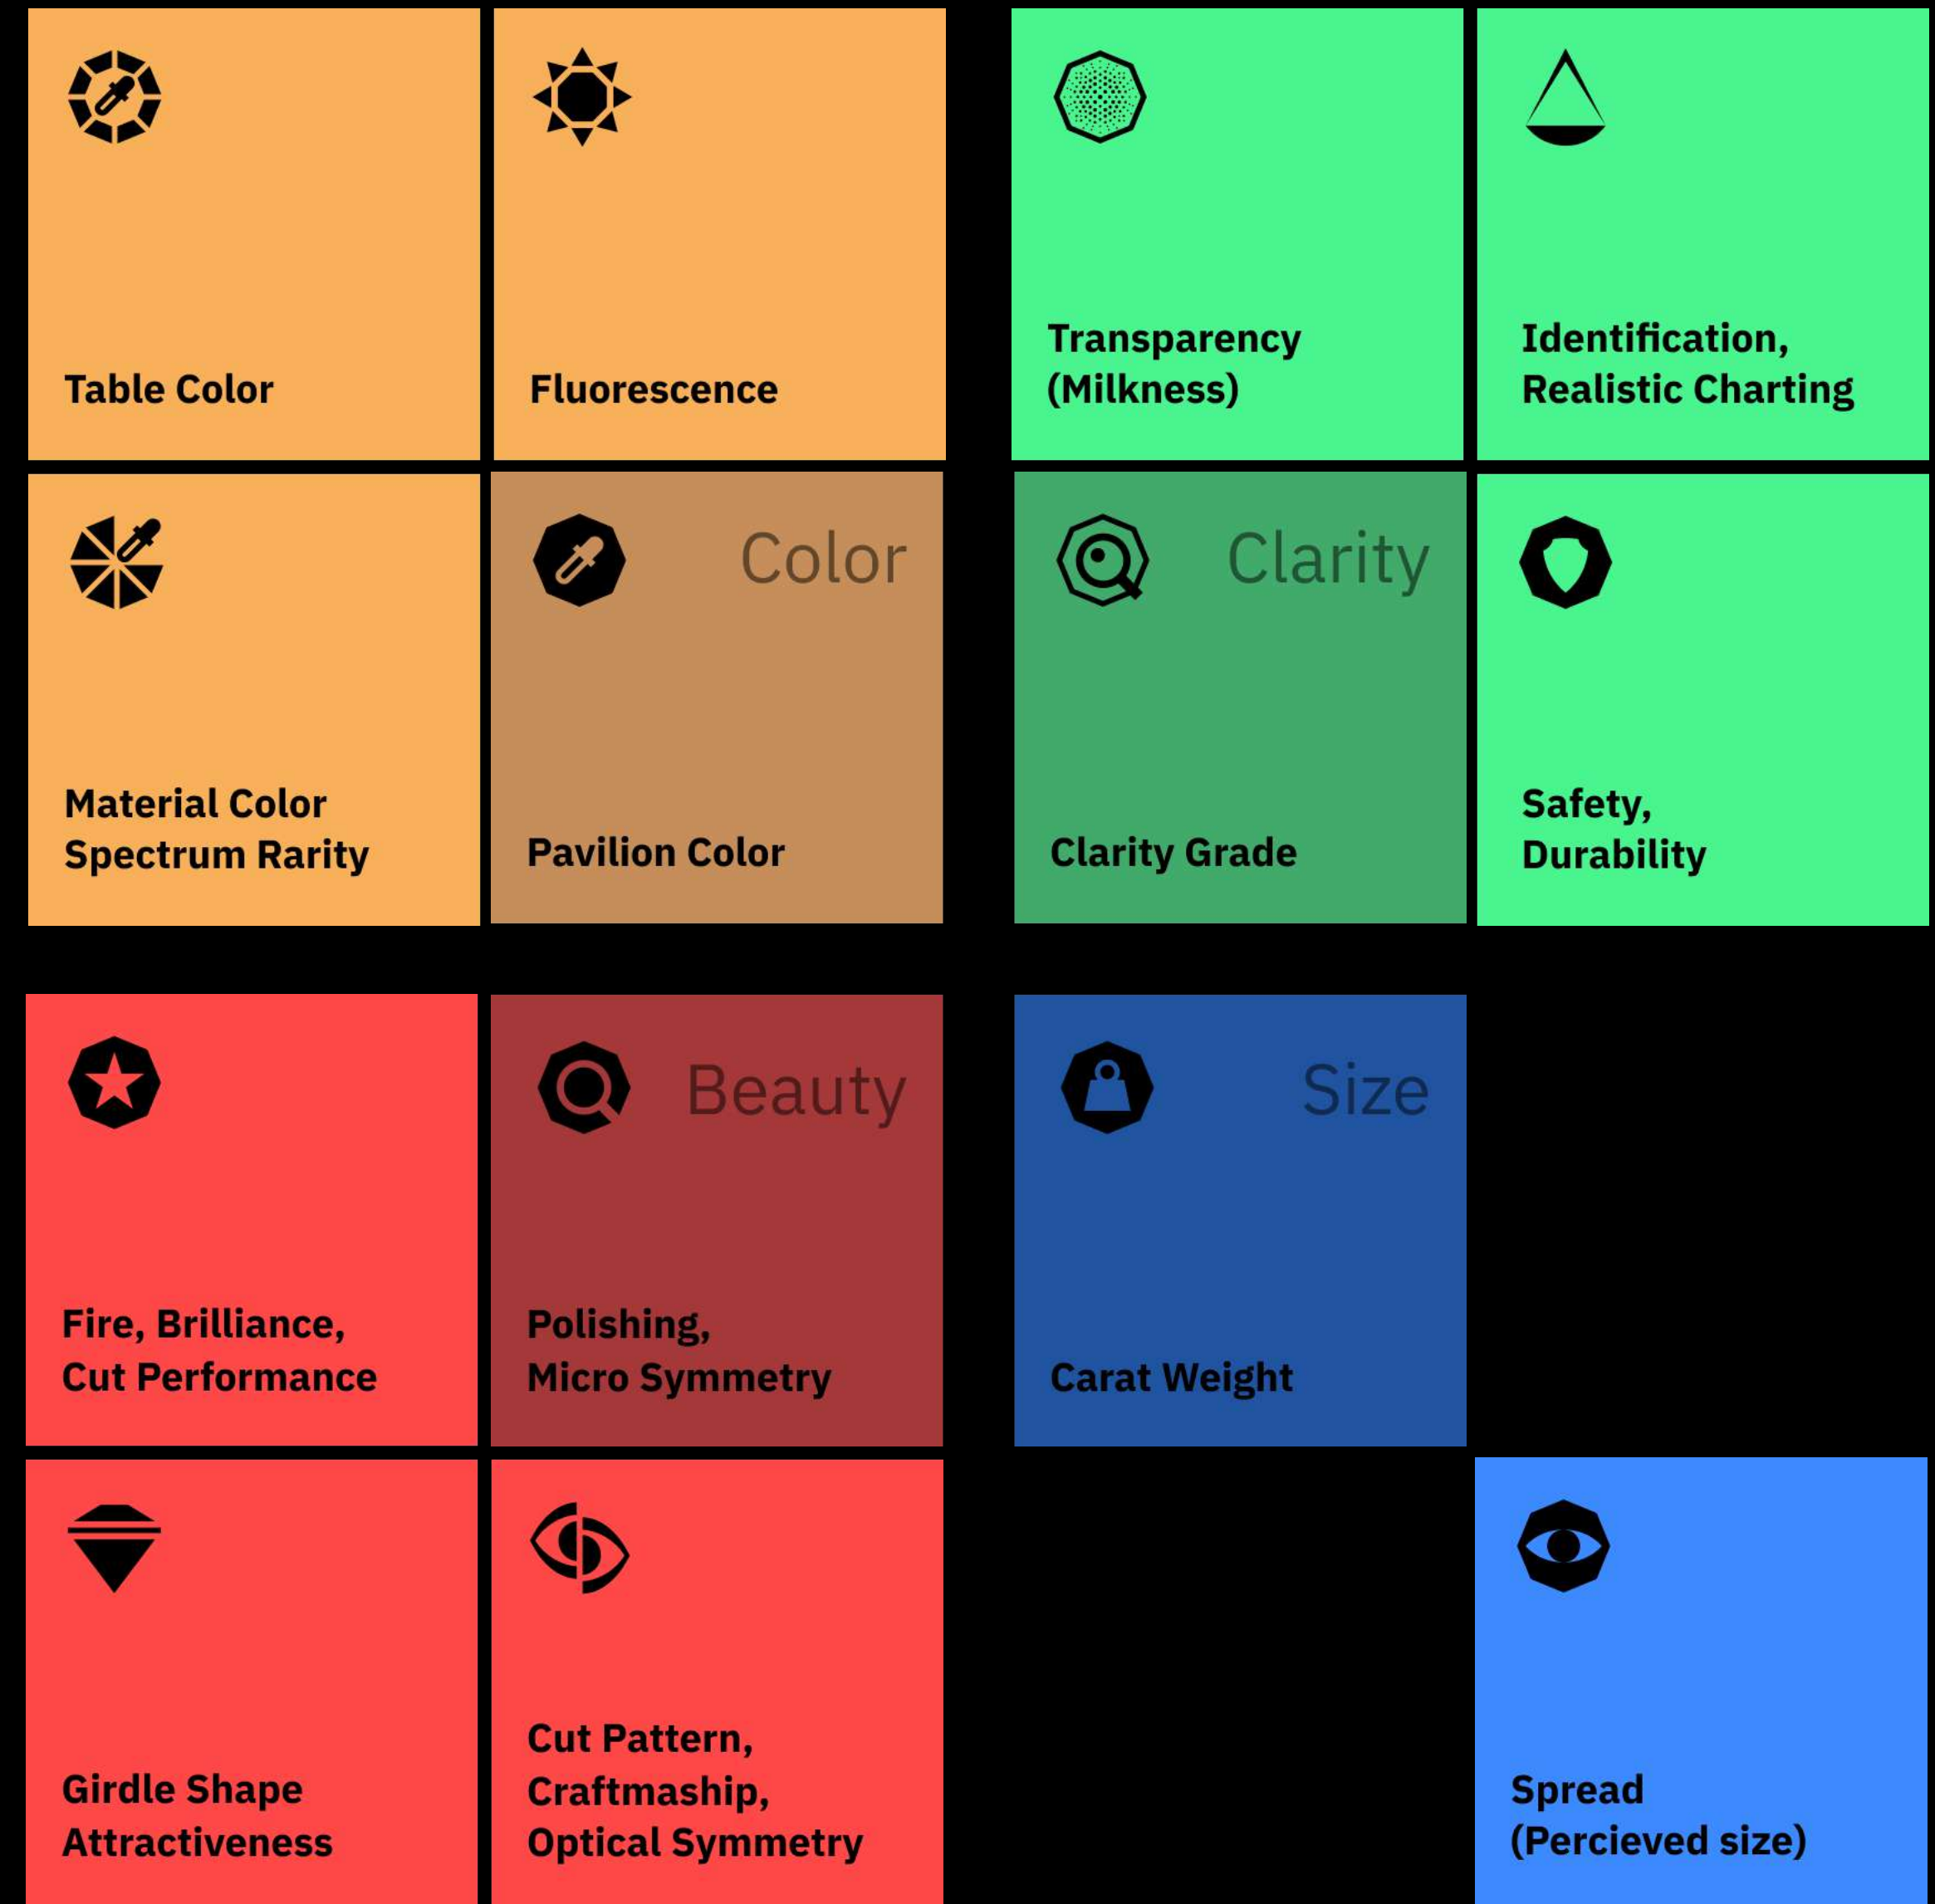 Table Color
Fluorescence
Transparency
(Milkness)
Identification,
Realistic Charting
Material Color
Spectrum Rarity
Color
Pavilion Color
Clarity
Clarity Grade
Safety,
Durability
Fire, Brilliance,
Cut Performance
Beauty
Polishing,
Micro Symmetry
Size
Carat Weight
Girdle Shape
Attractiveness
Cut Pattern,
Craftmaship,
Optical Symmetry
Spread
(Percieved size)